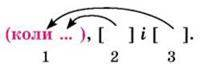 (коли ... ), [ ] і [ ].
1 2 3